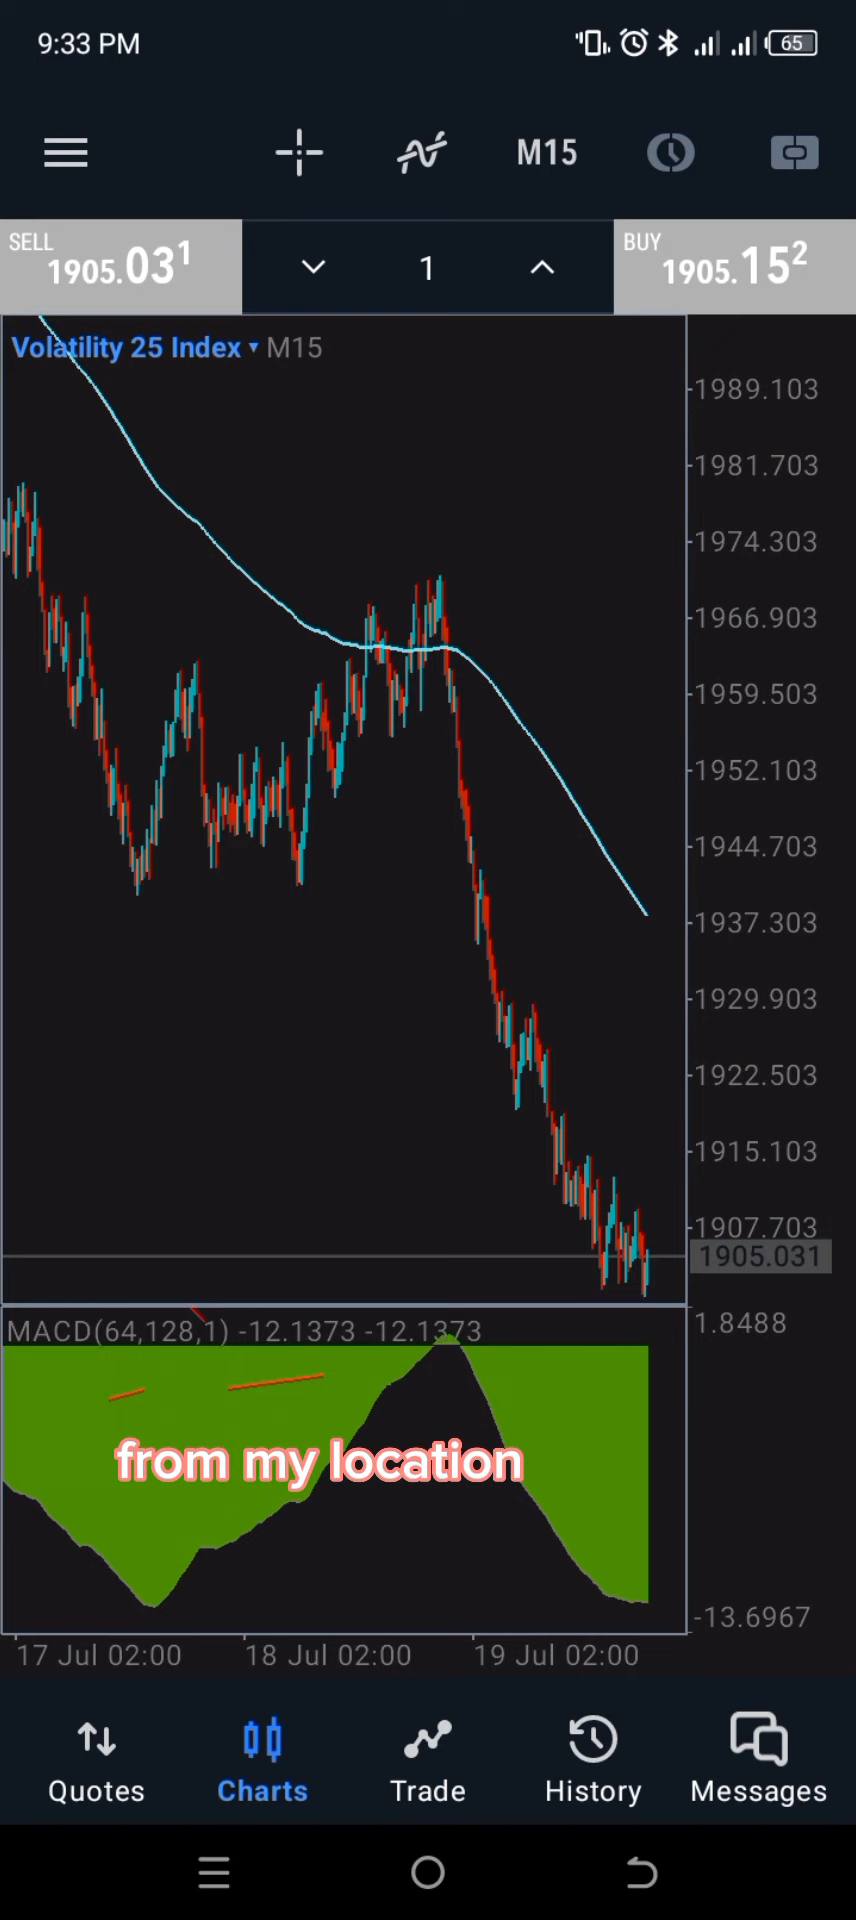 9:33 PM
65
M15
SELL
1905.031
1
BUY
1905.152
Volatility 25 Index ▾ M15
1989.103
1981.703
1974.303
1966.903
1959.503
1952.103
1944.703
1937.303
1929.903
1922.503
1915.103
1907.703
1905.031
MACD(64,128,1) -12.1373 -12.1373
1.8488
from my location
-13.6967
17 Jul 02:00
18 Jul 02:00
19 Jul 02:00
Quotes
Charts
Trade
History
Messages